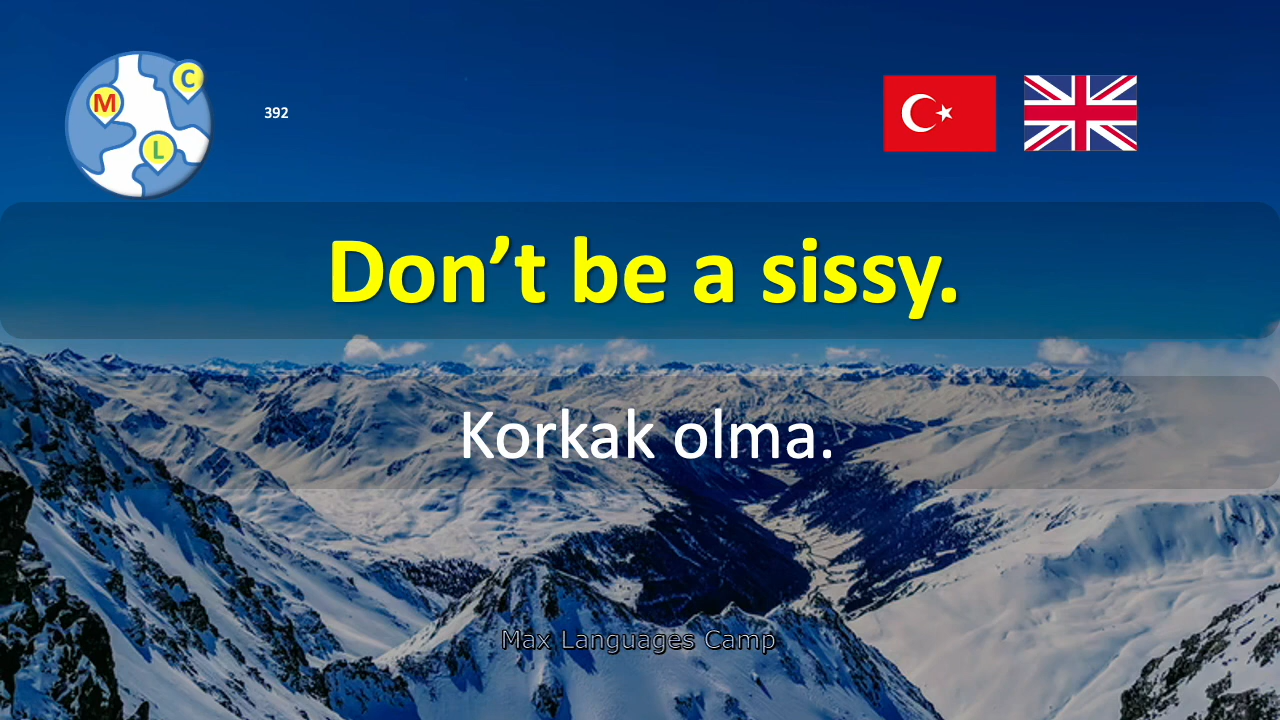 M
C
L
392
Don’t be a sissy.
Korkak olma.
Max Languages Camp